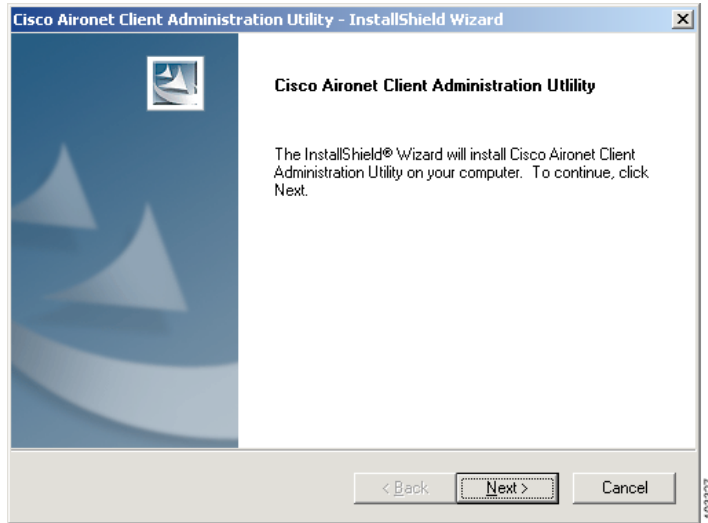 Cisco Aironet Client Administration Utility - InstallShield Wizard
Cisco Aironet Client Administration Utlility
The InstallShield® Wizard will install Cisco Aironet Client
Administration Utility on your computer. To continue, click
Next.
< Back
Next >
Cancel